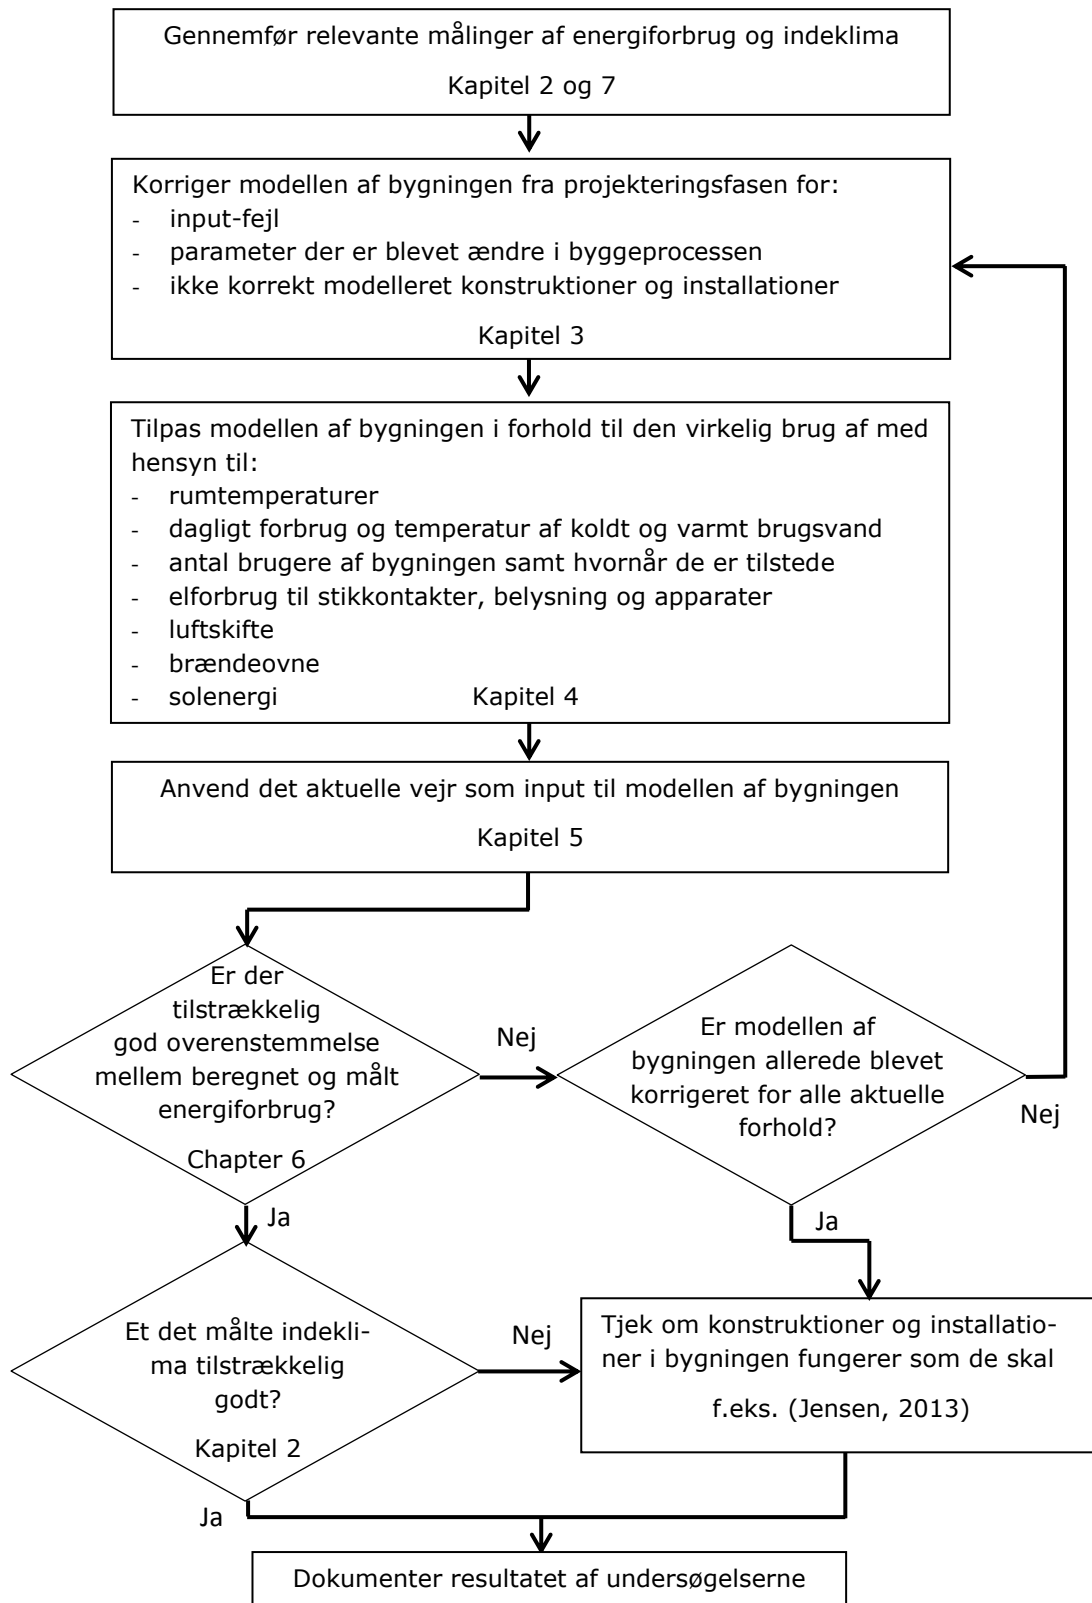 Gennemfør relevante målinger af energiforbrug og indeklima
Kapitel 2 og 7
Korriger modellen af bygningen fra projekteringsfasen for:
- input-fejl
- parameter der er blevet ændre i byggeprocessen
- ikke korrekt modelleret konstruktioner og installationer
Kapitel 3
Tilpas modellen af bygningen i forhold til den virkelig brug af med
hensyn til:
- rumtemperaturer
- dagligt forbrug og temperatur af koldt og varmt brugsvand
- antal brugere af bygningen samt hvornår de er tilstede
- elforbrug til stikkontakter, belysning og apparater
- luftskifte
- brændeovne
- solenergi Kapitel 4
Anvend det aktuelle vejr som input til modellen af bygningen
Kapitel 5
Er der
tilstrækkelig
god overenstemmelse
mellem beregnet og målt
energiforbrug?
Chapter 6
Nej
Er modellen af
bygningen allerede blevet
korrigeret for alle aktuelle
forhold?
Nej
Ja
Ja
Et det målte indekli-
ma tilstrækkelig
godt?
Kapitel 2
Nej
Tjek om konstruktioner og installatio-
ner i bygningen fungerer som de skal
f.eks. (Jensen, 2013)
Ja
Dokumenter resultatet af undersøgelserne